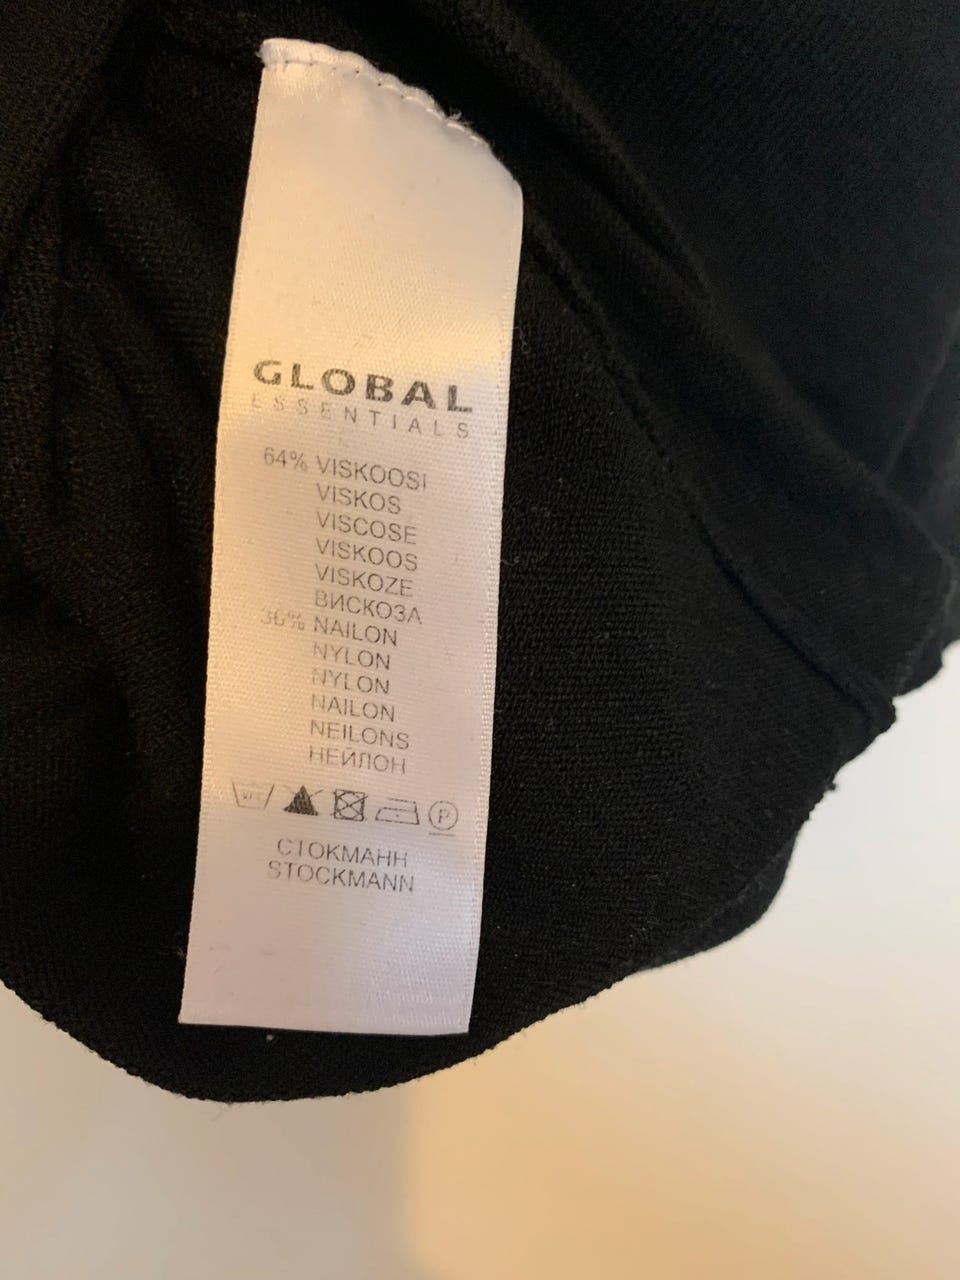 GLOBAL
ESSENTIALS
64% VISKOOSI
VISKOS
VISCOSE
VISKOOS
VISKOZE
ВИСКОЗА
36% NAILON
NYLON
NYLON
NAILON
NEILONS
НЕЙЛОН
P
СТОКМАНН
STOCKMANN